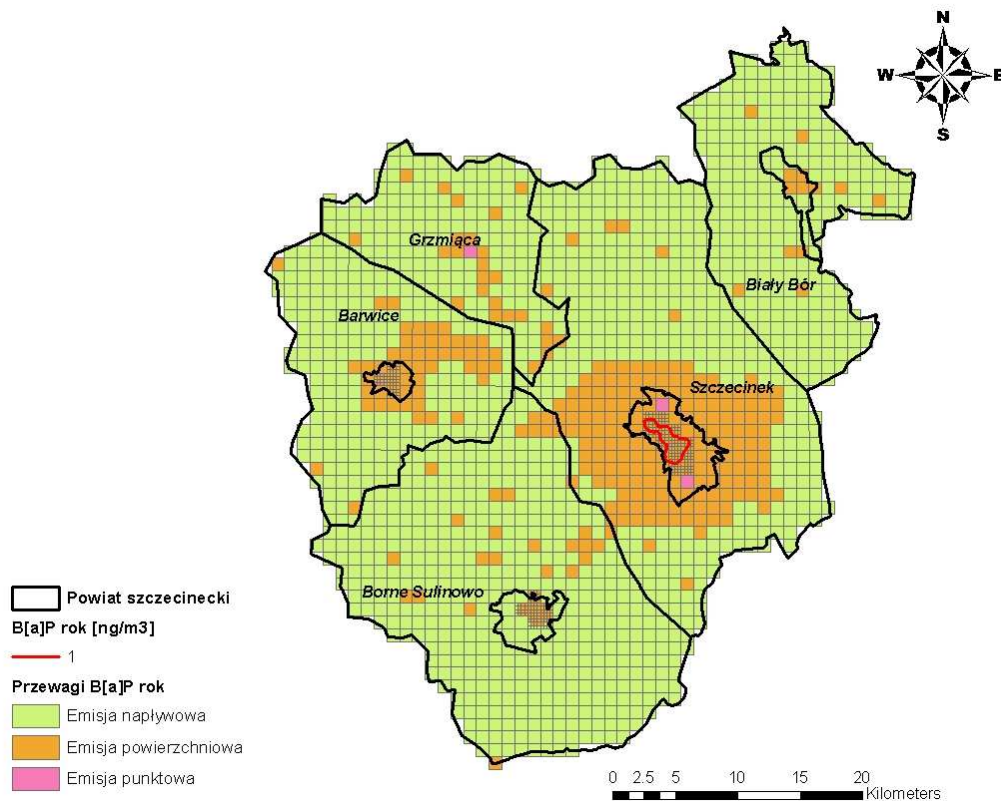 N
W E
S
Grzmiąca
Biały Bór
Barwice
Szczecinek
Borne Sulinowo
Powiat szczecinecki
B[a]P rok [ng/m3]
1
Przewagi B[a]P rok
Emisja napływowa
Emisja powierzchniowa
Emisja punktowa
0 2.5 5 10 15 20
Kilometers